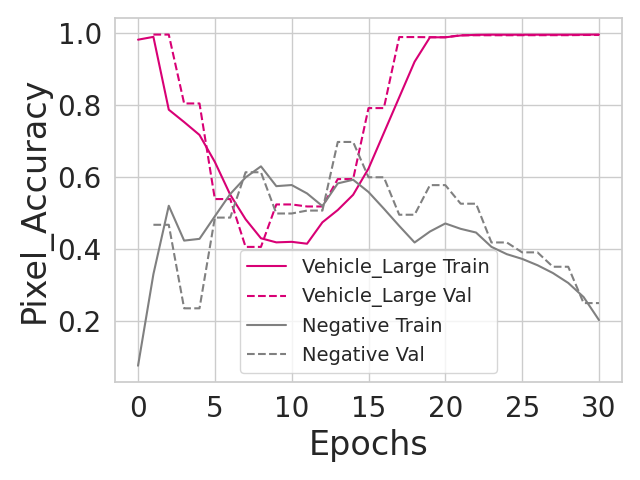 Pixel_Accuracy
1.0
0.8
0.6
0.4
0.2
Vehicle_Large Train
Vehicle_Large Val
Negative Train
Negative Val
0 5 10 15 20 25 30
Epochs